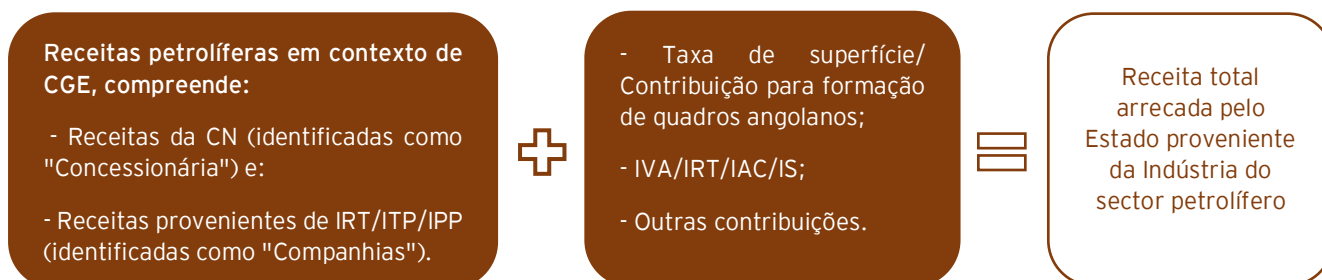 Receitas petrolíferas em contexto de
CGE, compreende:
- Receitas da CN (identificadas como
"Concessionária") e:
- Receitas provenientes de IRT/ITP/IPP
(identificadas como "Companhias").
- Taxa de superfície/
Contribuição para formação
de quadros angolanos;
- IVA/IRT/IAC/IS;
- Outras contribuições.
Receita total
arrecada pelo
Estado proveniente
da Indústria do
sector petrolífero